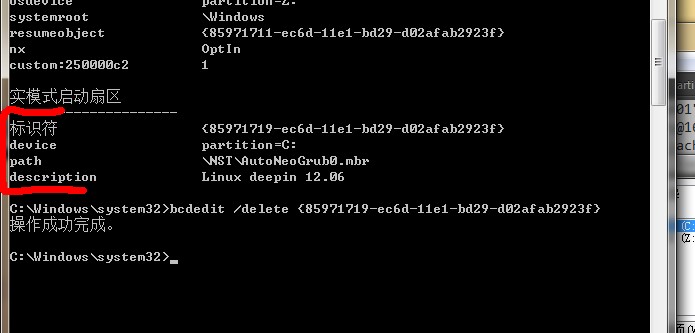 systemroot \Windows
resumeobject {85971711-ec6d-11e1-bd29-d02afab2923f}
nx OptIn
custom:250000c2 1
实模式启动扇区
---------------------
标识符 {85971719-ec6d-11e1-bd29-d02afab2923f}
device partition=C:
path \NST\AutoNeoGrub0.mbr
description Linux deepin 12.06
C:\Windows\system32>bcdedit /delete {85971719-ec6d-11e1-bd29-d02afab2923f}
操作成功完成。
C:\Windows\system32>_